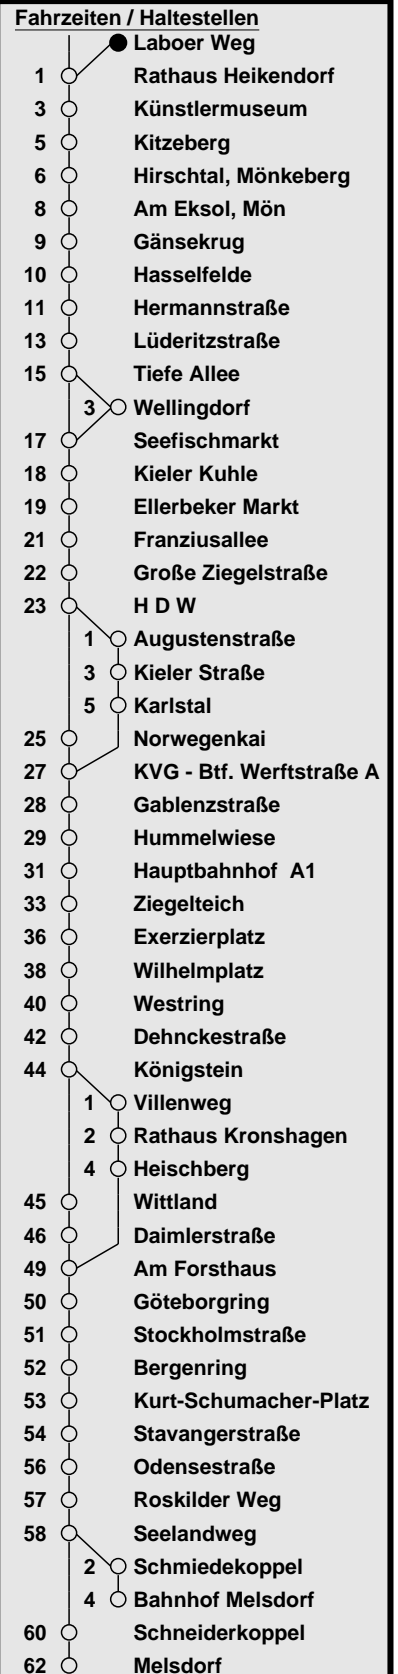 Fahrzeiten / Haltestellen
Laboer Weg
1 Rathaus Heikendorf
3 Künstlermuseum
5 Kitzeberg
6 Hirschtal, Mönkeberg
8 Am Eksol, Mön
9 Gänsekrug
10 Hasselfelde
11 Hermannstraße
13 Lüderitzstraße
15 Tiefe Allee
3 Wellingdorf
17 Seefischmarkt
18 Kieler Kuhle
19 Ellerbeker Markt
21 Franziusallee
22 Große Ziegelstraße
23 H D W
1 Augustenstraße
3 Kieler Straße
5 Karlstal
25 Norwegenkai
27 KVG - Btf. Werftstraße A
28 Gablenzstraße
29 Hummelwiese
31 Hauptbahnhof A1
33 Ziegelteich
36 Exerzierplatz
38 Wilhelmplatz
40 Westring
42 Dehnckestraße
44 Königstein
1 Villenweg
2 Rathaus Kronshagen
4 Heischberg
45 Wittland
46 Daimlerstraße
49 Am Forsthaus
50 Göteborgring
51 Stockholmstraße
52 Bergenring
53 Kurt-Schumacher-Platz
54 Stavangerstraße
56 Odensestraße
57 Roskilder Weg
58 Seelandweg
2 Schmiedekoppel
4 Bahnhof Melsdorf
60 Schneiderkoppel
62 Melsdorf